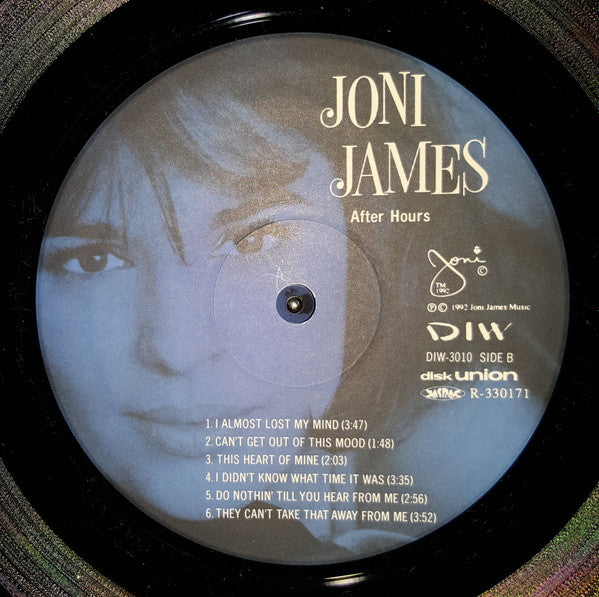 JONI
JAMES
After Hours
Joni ©
TM
1992
℗ © 1992 Joni James Music
DIW
DIW-3010 SIDE B
disk union
JASRAC R-330171
1. I ALMOST LOST MY MIND (3:47)
2. CAN'T GET OUT OF THIS MOOD (1:48)
3. THIS HEART OF MINE (2:03)
4. I DIDN'T KNOW WHAT TIME IT WAS (3:35)
5. DO NOTHIN' TILL YOU HEAR FROM ME (2:56)
6. THEY CAN'T TAKE THAT AWAY FROM ME (3:52)